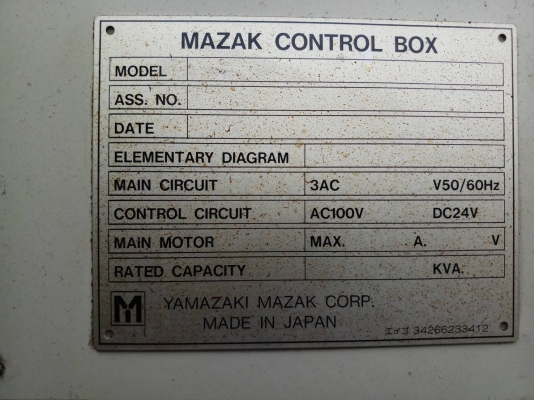 MAZAK CONTROL BOX
MODEL
ASS. NO.
DATE
ELEMENTARY DIAGRAM
MAIN CIRCUIT 3AC V50/60Hz
CONTROL CIRCUIT AC100V DC24V
MAIN MOTOR MAX. A. V
RATED CAPACITY KVA.
M YAMAZAKI MAZAK CORP.
MADE IN JAPAN
34266233412